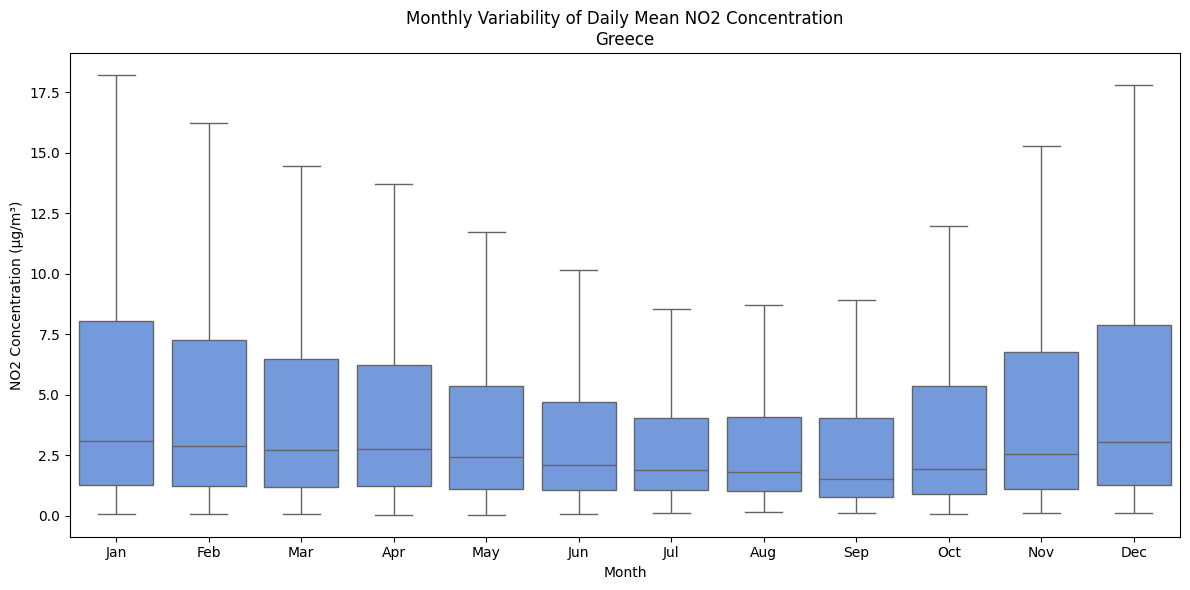 Monthly Variability of Daily Mean NO2 Concentration
Greece
NO2 Concentration (µg/m³)
17.5
15.0
12.5
10.0
7.5
5.0
2.5
0.0
Jan Feb Mar Apr May Jun Jul Aug Sep Oct Nov Dec
Month